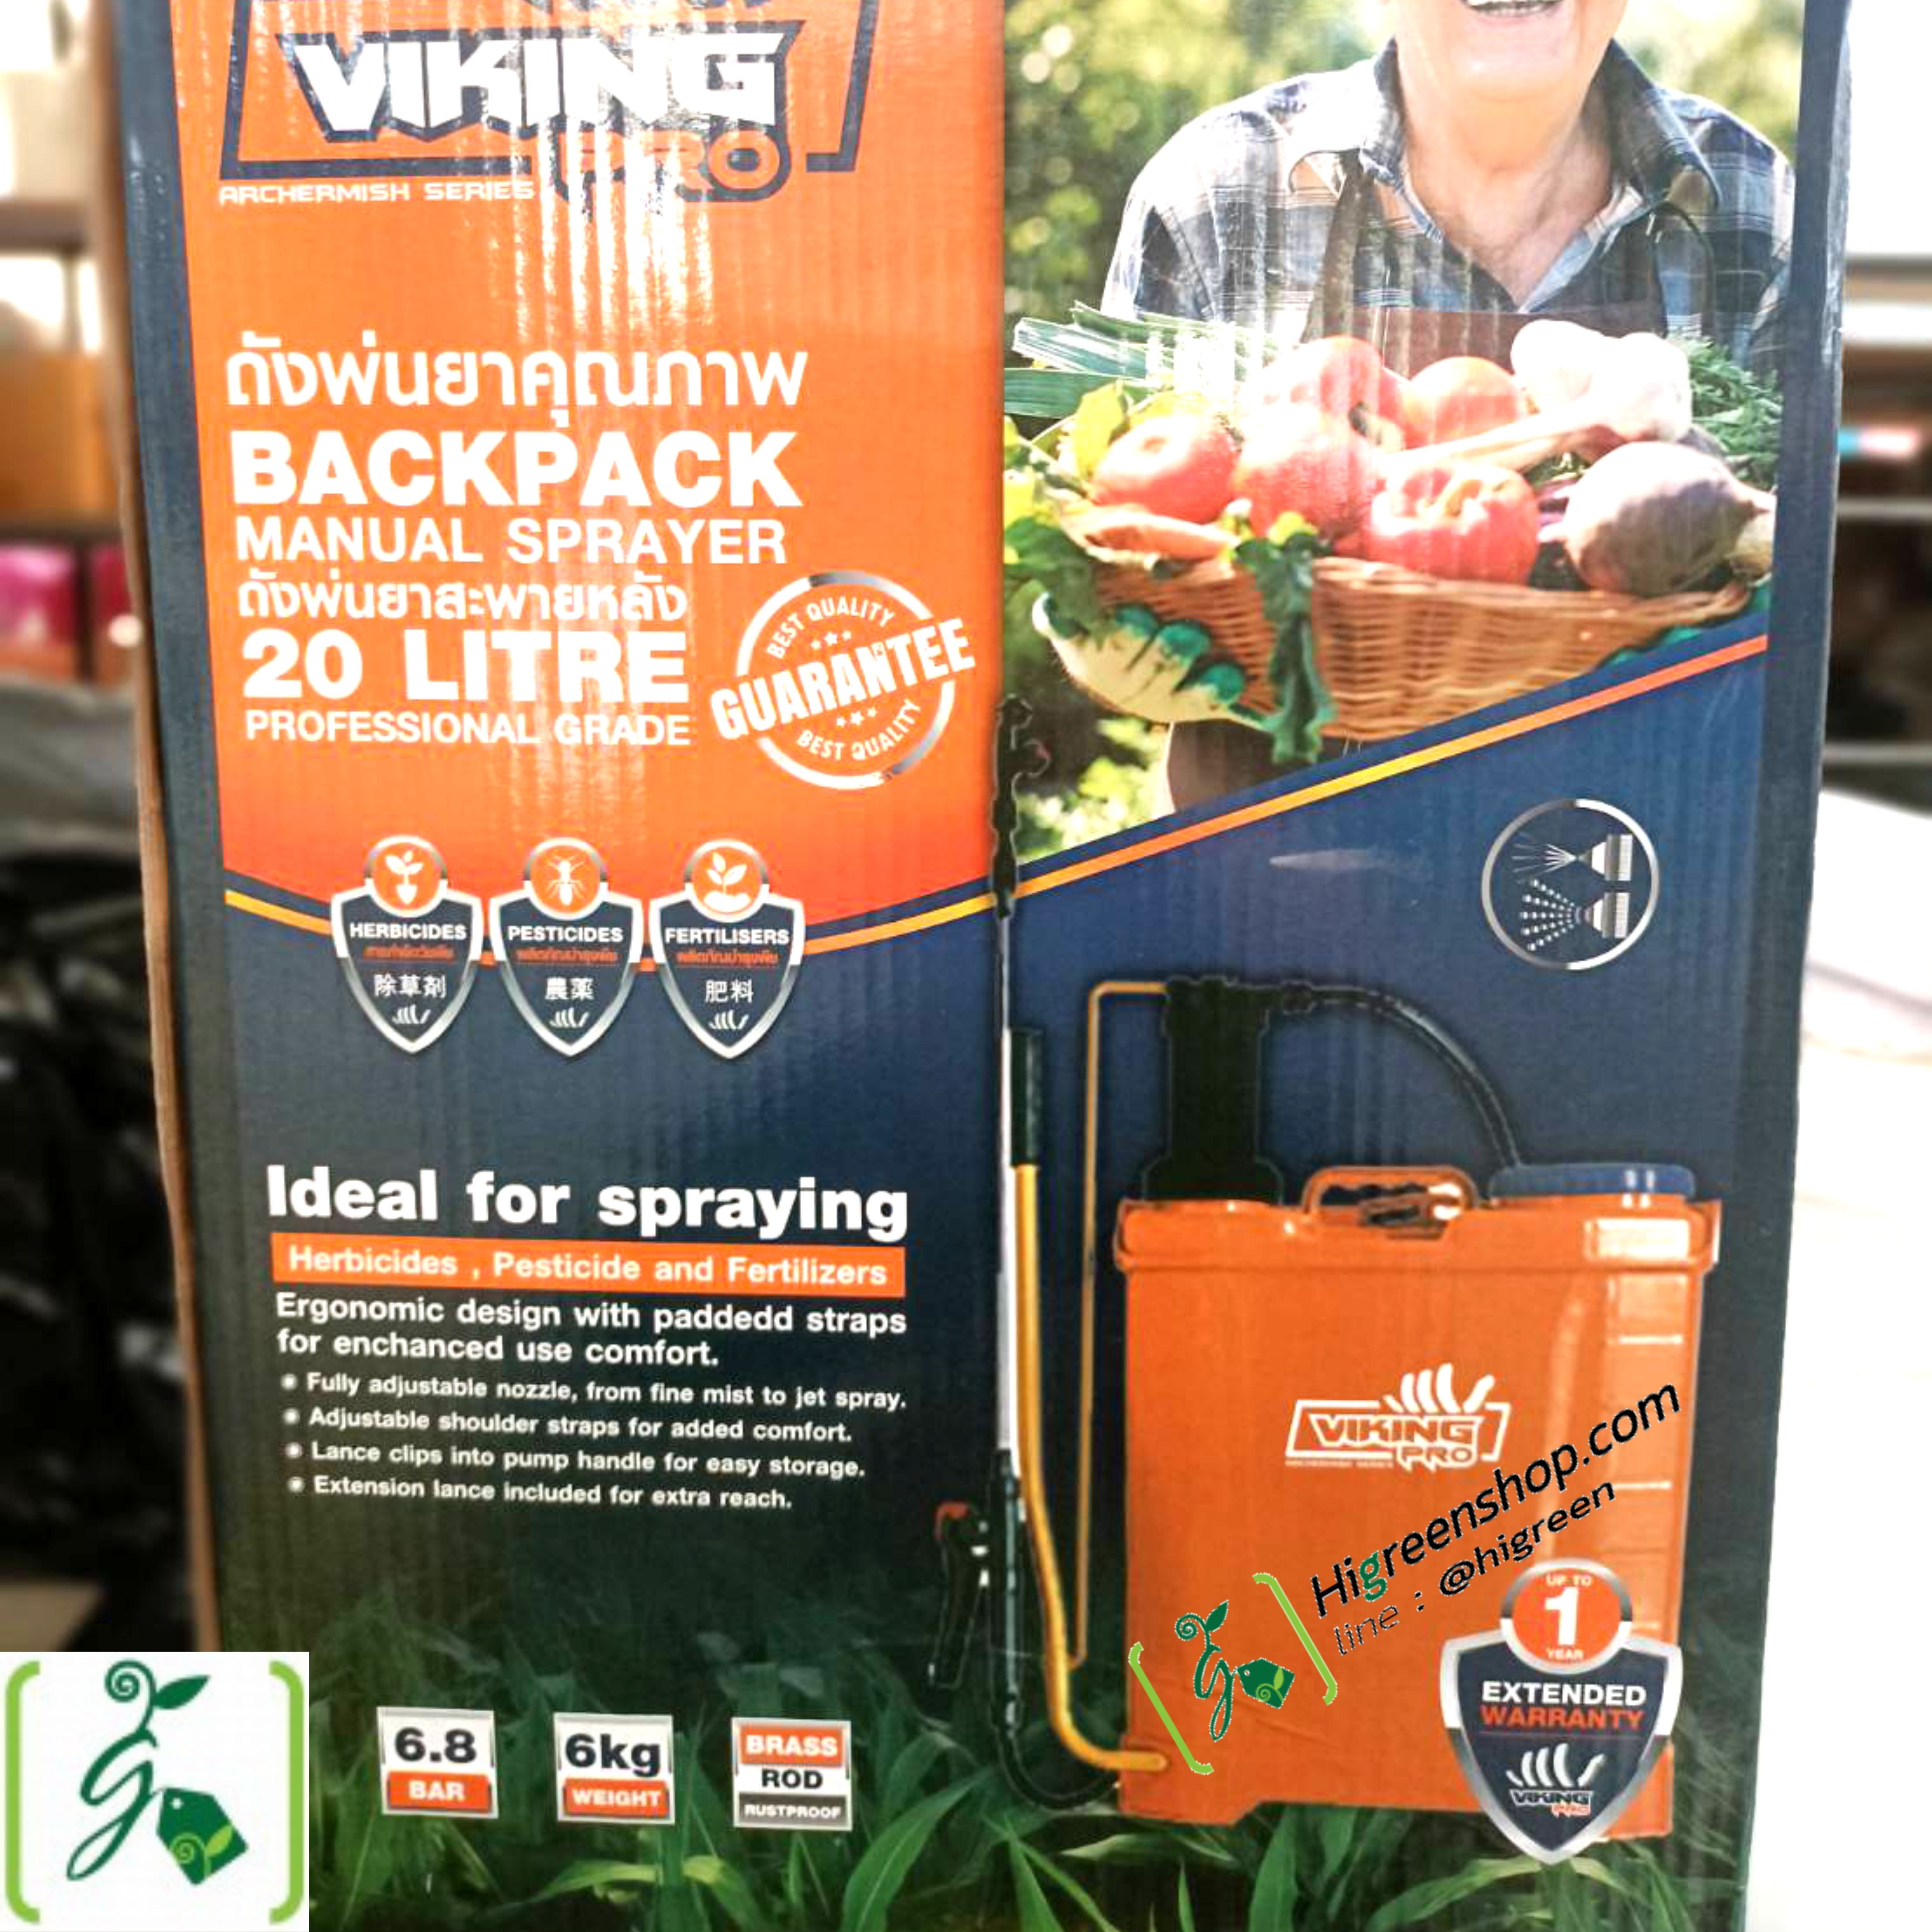 VIKING
PRO
ARCHERMISH SERIES
ถังพ่นยาคุณภาพ
BACKPACK
MANUAL SPRAYER
ถังพ่นยาสะพายหลัง
20 LITRE
PROFESSIONAL GRADE
BEST QUALITY
GUARANTEE
BEST QUALITY
HERBICIDES
除草剤
PESTICIDES
農薬
FERTILISERS
肥料
Ideal for spraying
Herbicides , Pesticide and Fertilizers
Ergonomic design with paddedd straps
for enchanced use comfort.
Fully adjustable nozzle, from fine mist to jet spray.
Adjustable shoulder straps for added comfort.
Lance clips into pump handle for easy storage.
Extension lance included for extra reach.
VIKING
PRO
ARCHERMISH SERIES
Higreenshop.com
line : @higreen
UP TO
1
YEAR
EXTENDED
WARRANTY
VIKING
PRO
6.8
BAR
6kg
WEIGHT
BRASS
ROD
RUSTPROOF